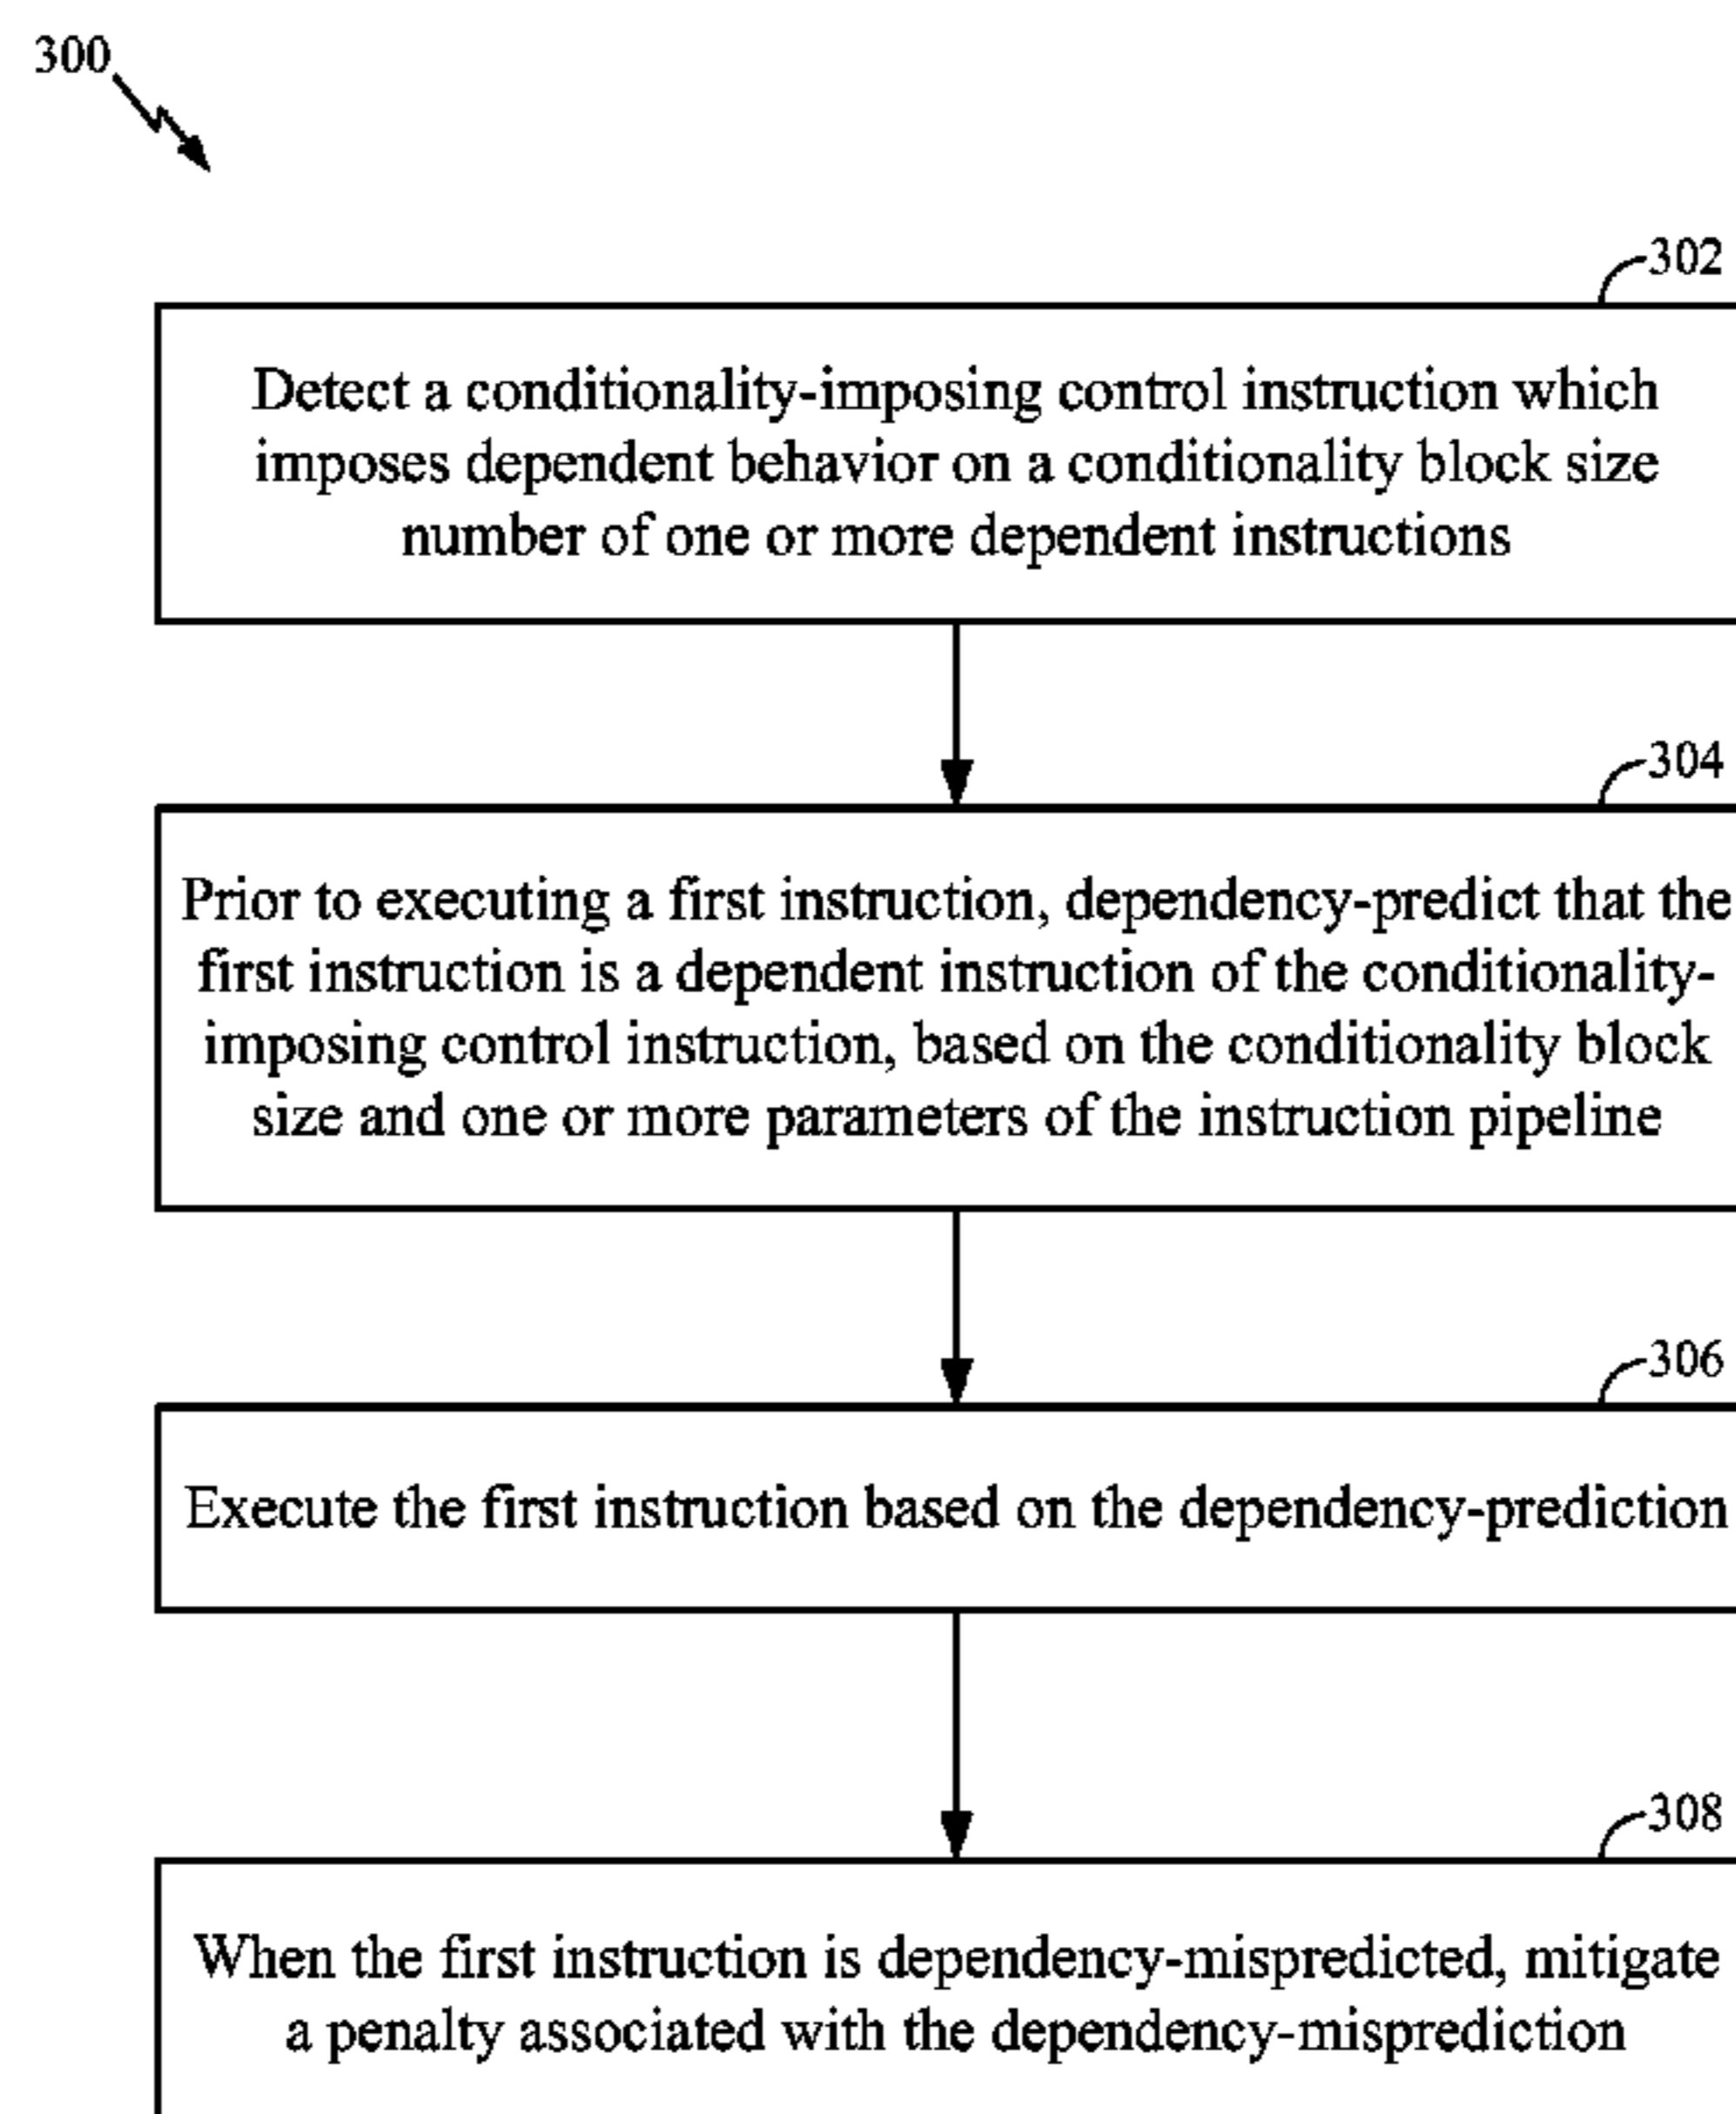 300
302
Detect a conditionality-imposing control instruction which
imposes dependent behavior on a conditionality block size
number of one or more dependent instructions
304
Prior to executing a first instruction, dependency-predict that the
first instruction is a dependent instruction of the conditionality-
imposing control instruction, based on the conditionality block
size and one or more parameters of the instruction pipeline
306
Execute the first instruction based on the dependency-prediction
308
When the first instruction is dependency-mispredicted, mitigate
a penalty associated with the dependency-misprediction